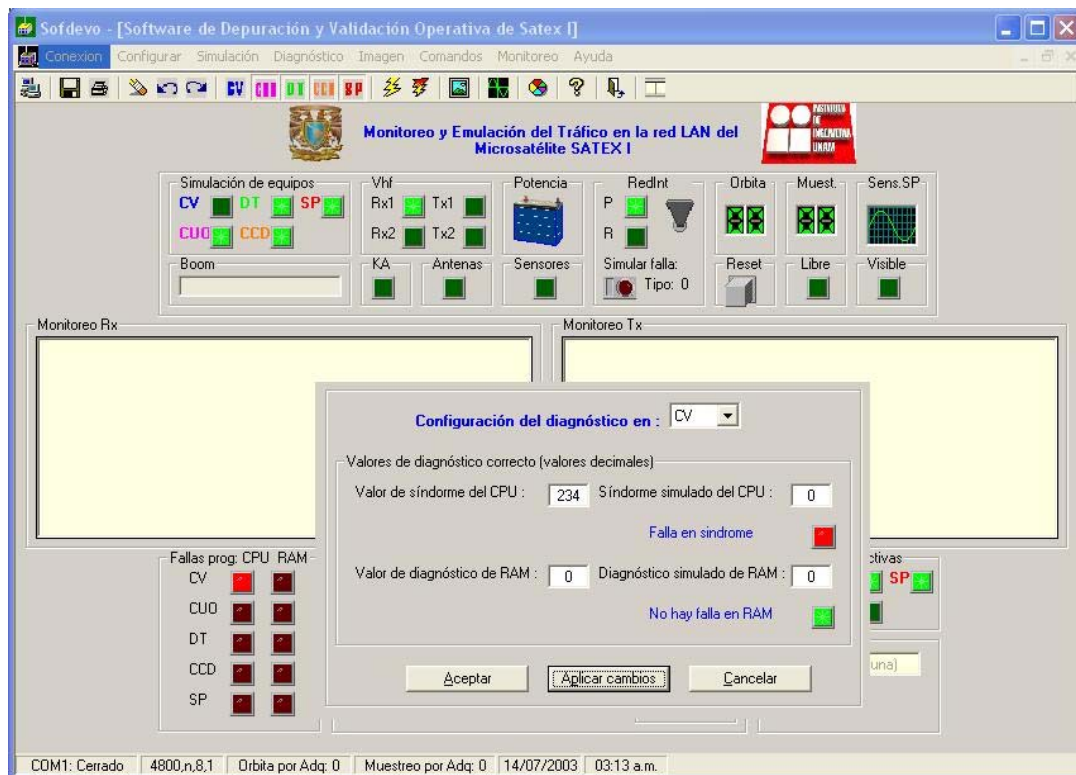 Sofdevo - [Software de Depuración y Validación Operativa de Satex I]
Conexion Configurar Simulación Diagnóstico Imagen Comandos Monitoreo Ayuda
CV CUO DT CCD SP
Monitoreo y Emulación del Tráfico en la red LAN del
Microsatélite SATEX I
INSTITUTO
DE
INGENIERIA
UNAM
Simulación de equipos Vhf Potencia RedInt Orbita Muest. Sens.SP
CV DT SP Rx1 Tx1 P
CUO CCD Rx2 Tx2 R
Boom KA Antenas Sensores Simular falla: Reset Libre Visible
Tipo: 0
Monitoreo Rx Monitoreo Tx
Configuración del diagnóstico en : CV
Valores de diagnóstico correcto (valores decimales)
Valor de síndorme del CPU : 234 Síndorme simulado del CPU : 0
Falla en sindrome
Valor de diagnóstico de RAM : 0 Diagnóstico simulado de RAM : 0
No hay falla en RAM
Aceptar Aplicar cambios Cancelar
Fallas prog: CPU RAM
CV
CUO
DT
CCD
SP
ctivas
SP
una)
COM1: Cerrado 4800,n,8,1 Orbita por Adq: 0 Muestreo por Adq: 0 14/07/2003 03:13 a.m.